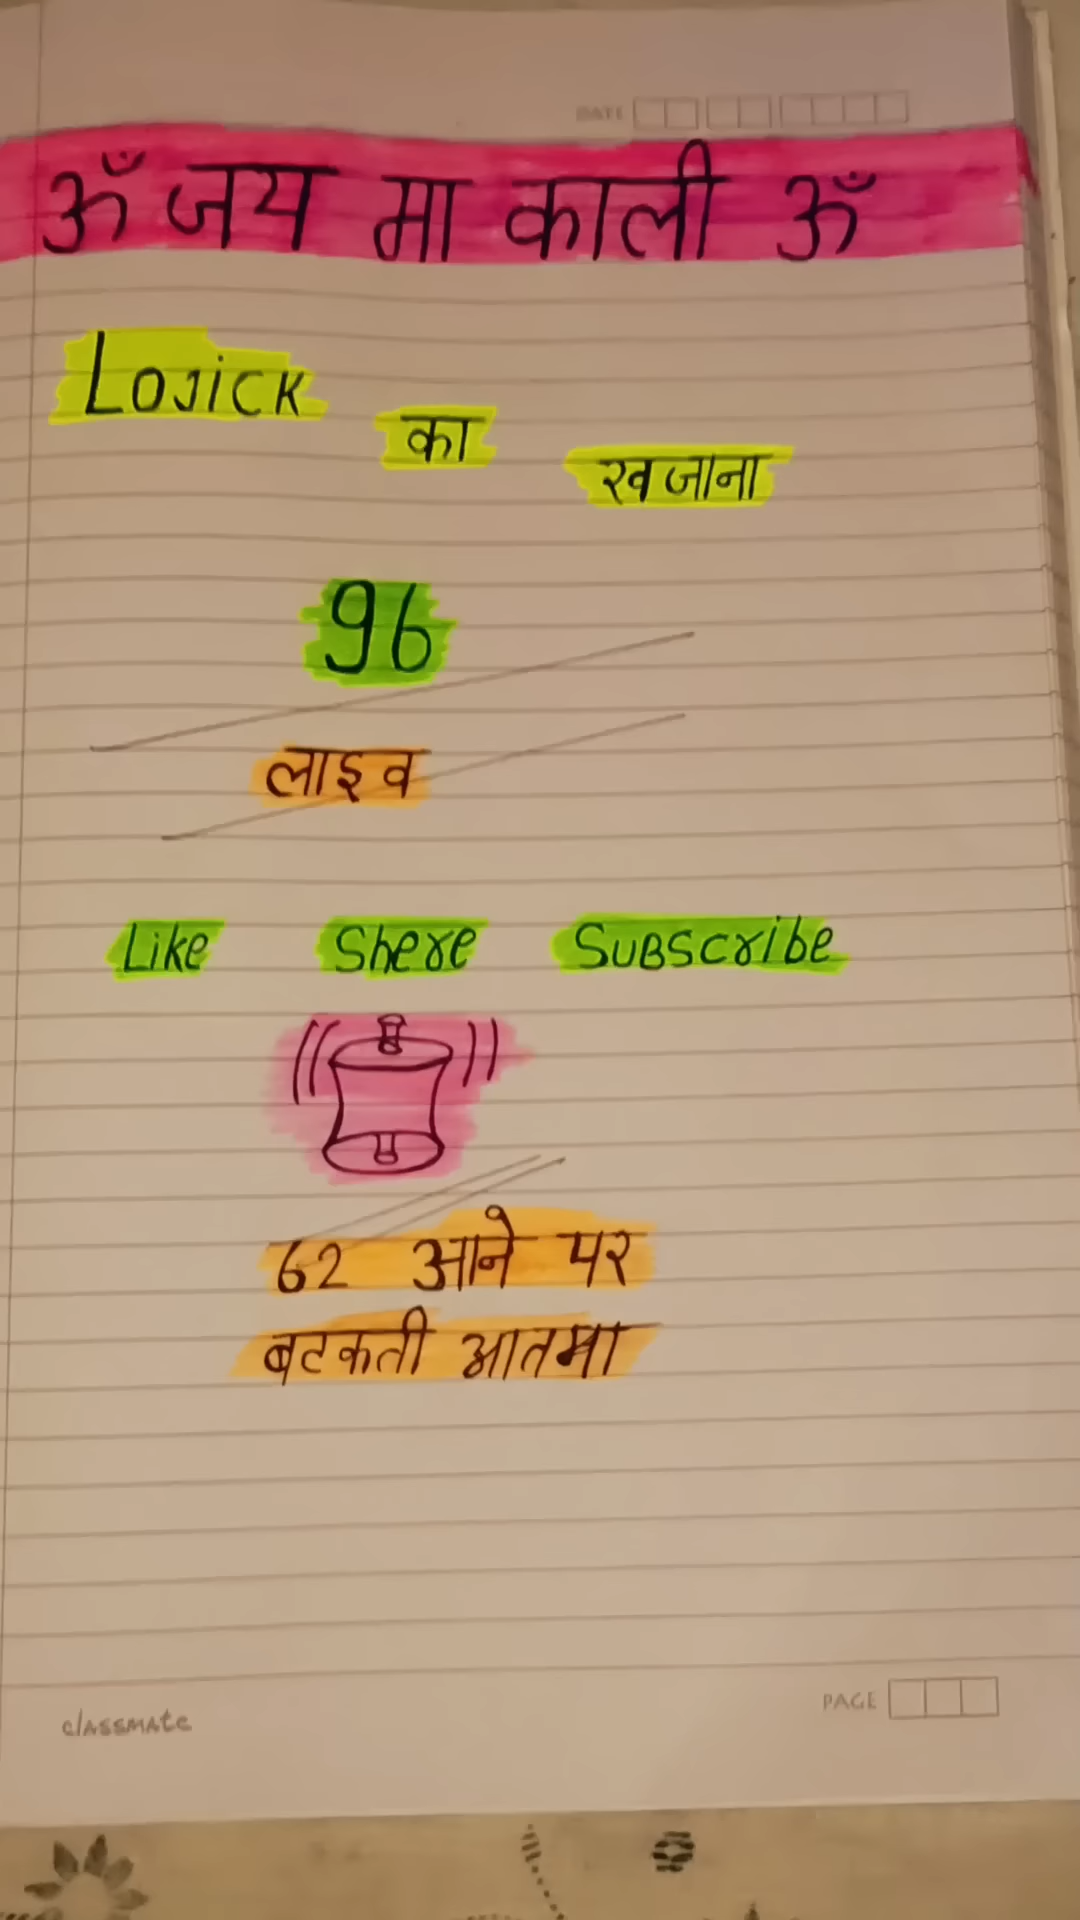 DATE
ॐ जय मा काली ॐ
Lojick का खजाना
96
लाइव
Like Shere Subscribe
62 आने पर
बटकती आतमा
classmate
PAGE